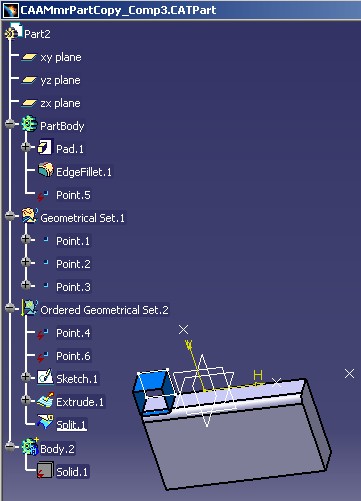 CAAMmrPartCopy_Comp3.CATPart
Part2
xy plane
yz plane
zx plane
PartBody
Pad.1
EdgeFillet.1
Point.5
Geometrical Set.1
Point.1
Point.2
Point.3
Ordered Geometrical Set.2
Point.4
Point.6
Sketch.1
H
Extrude.1
Split.1
Body.2
Solid.1